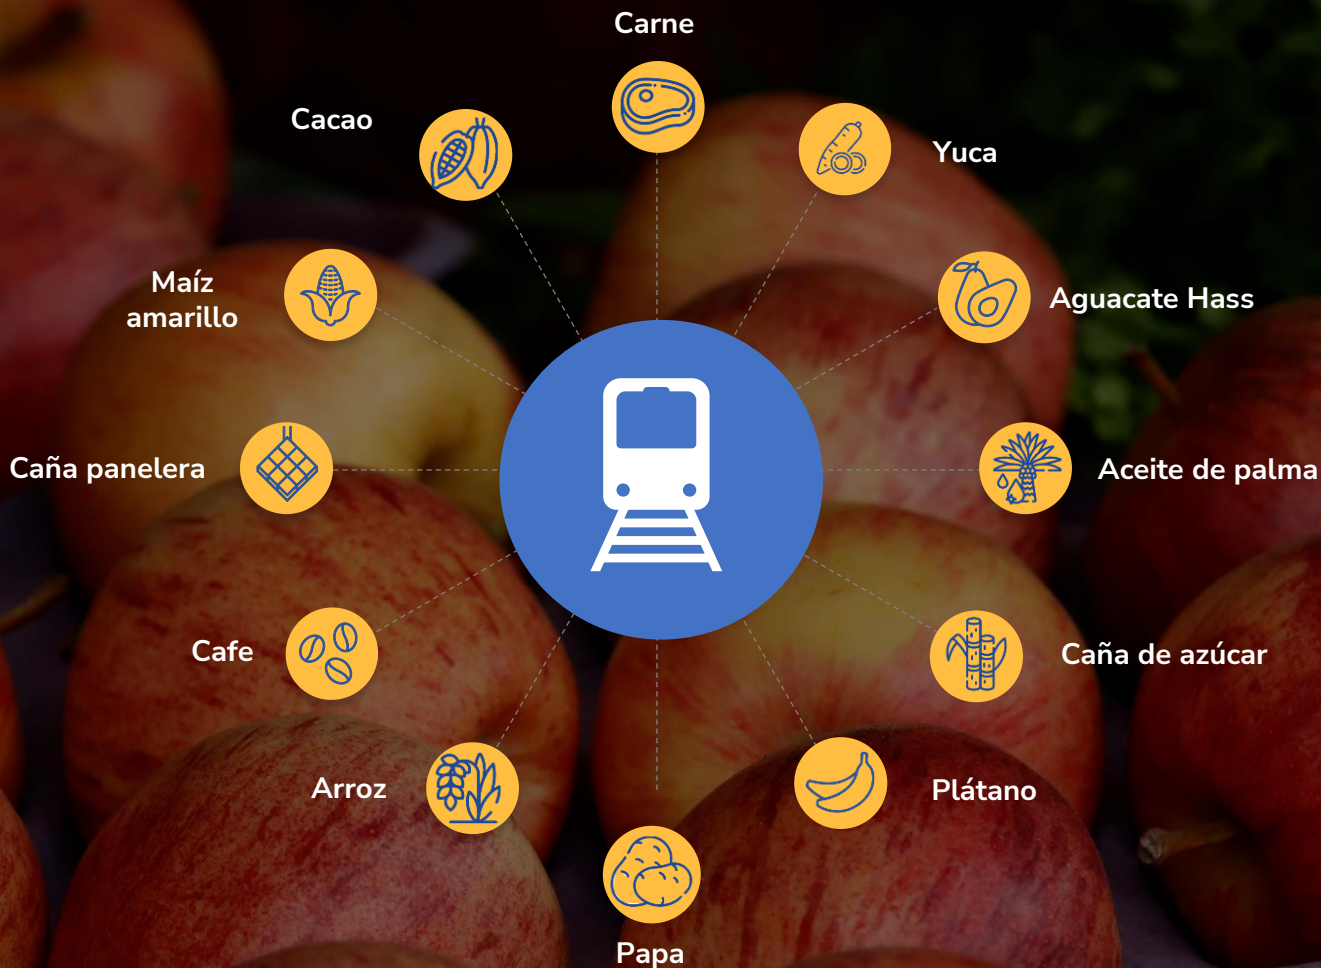 Carne
Cacao
Yuca
Maíz
amarillo
Aguacate Hass
Caña panelera
Aceite de palma
Cafe
Caña de azúcar
Arroz
Plátano
Papa